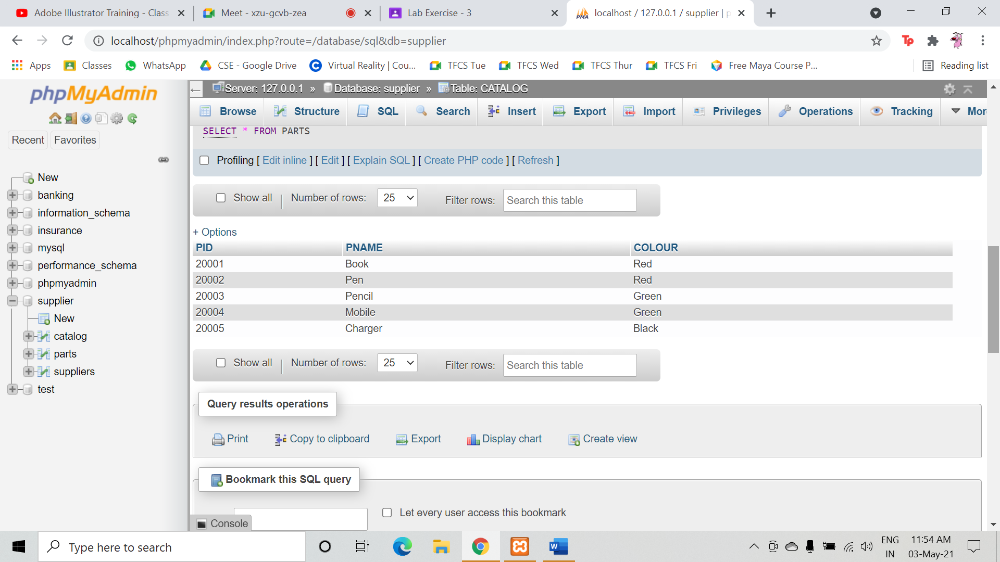 Adobe Illustrator Training - Class
Meet - xzu-gcvb-zea
Lab Exercise - 3
localhost / 127.0.0.1 / supplier | p
localhost/phpmyadmin/index.php?route=/database/sql&db=supplier
Tp
Apps
Classes
WhatsApp
CSE - Google Drive
Virtual Reality | Cou...
TFCS Tue
TFCS Wed
TFCS Thur
TFCS Fri
Free Maya Course P...
Reading list
phpMyAdmin
Recent
Favorites
New
banking
information_schema
insurance
mysql
performance_schema
phpmyadmin
supplier
New
catalog
parts
suppliers
test
Server: 127.0.0.1 » Database: supplier » Table: CATALOG
Browse
Structure
SQL
Search
Insert
Export
Import
Privileges
Operations
Tracking
Mor
SELECT * FROM PARTS
Profiling [ Edit inline ] [ Edit ] [ Explain SQL ] [ Create PHP code ] [ Refresh ]
Show all | Number of rows: 25 Filter rows: Search this table
+ Options
PID PNAME COLOUR
20001 Book Red
20002 Pen Red
20003 Pencil Green
20004 Mobile Green
20005 Charger Black
Show all | Number of rows: 25 Filter rows: Search this table
Query results operations
Print
Copy to clipboard
Export
Display chart
Create view
Bookmark this SQL query
Let every user access this bookmark
Console
Type here to search
ENG
IN
11:54 AM
03-May-21